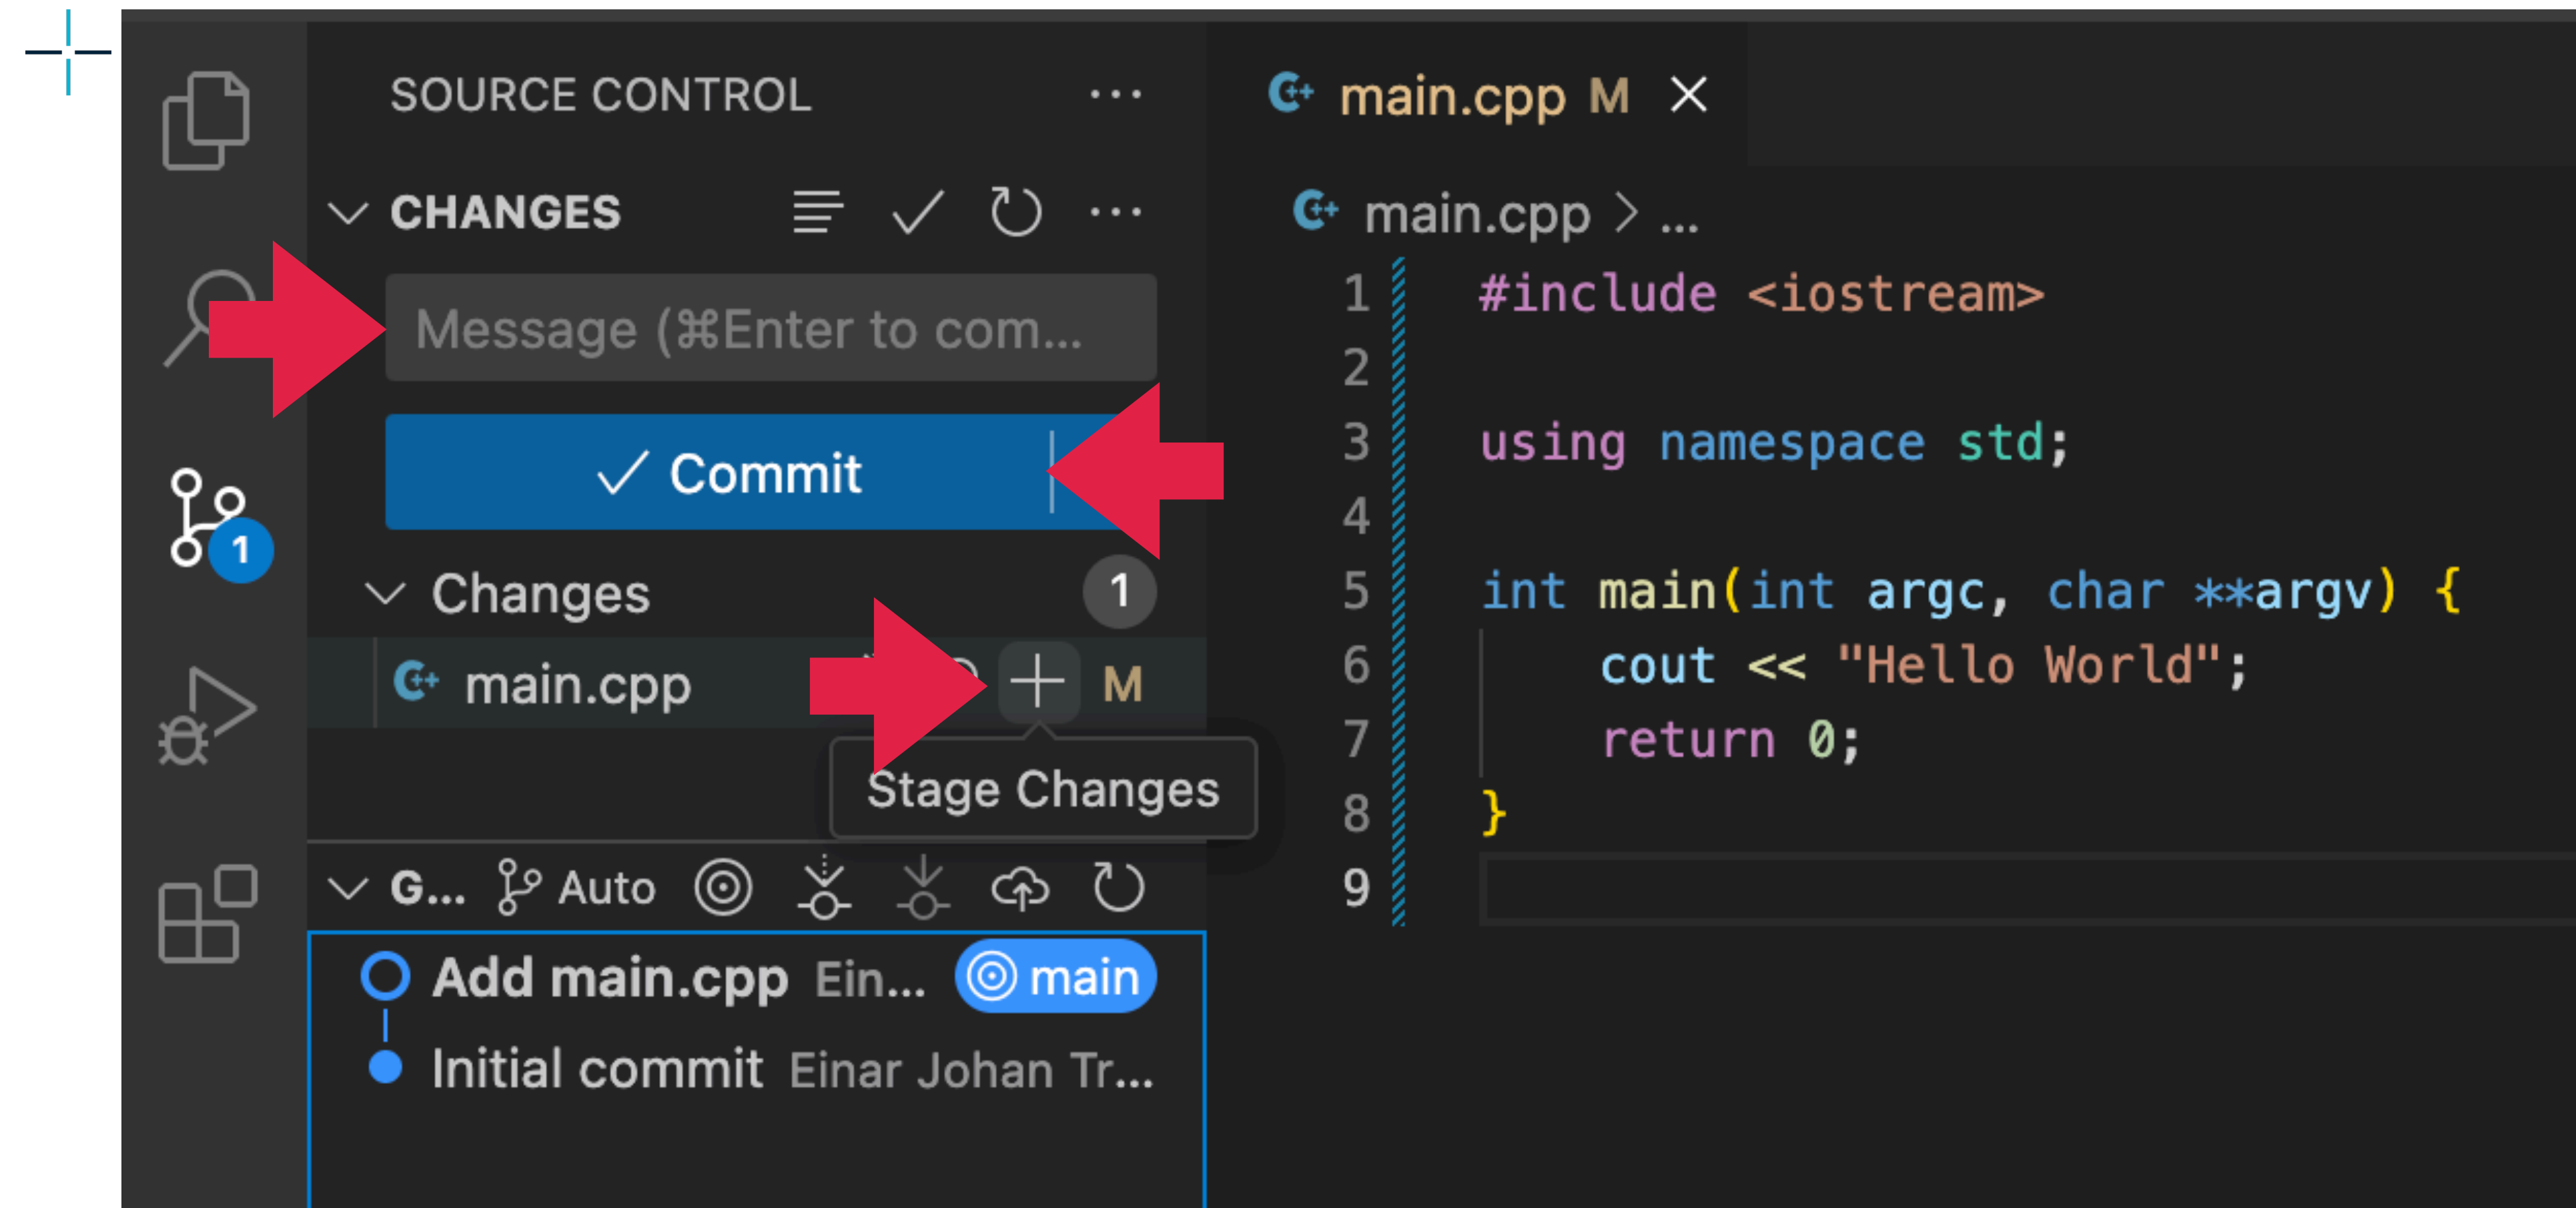 SOURCE CONTROL
CHANGES
Message (⌘Enter to com...
Commit
Changes 1
main.cpp M
Stage Changes
1
G... Auto
Add main.cpp Ein... main
Initial commit Einar Johan Tr...
main.cpp M
main.cpp > ...
1 #include <iostream>
2
3 using namespace std;
4
5 int main(int argc, char **argv) {
6 cout << "Hello World";
7 return 0;
8 }
9